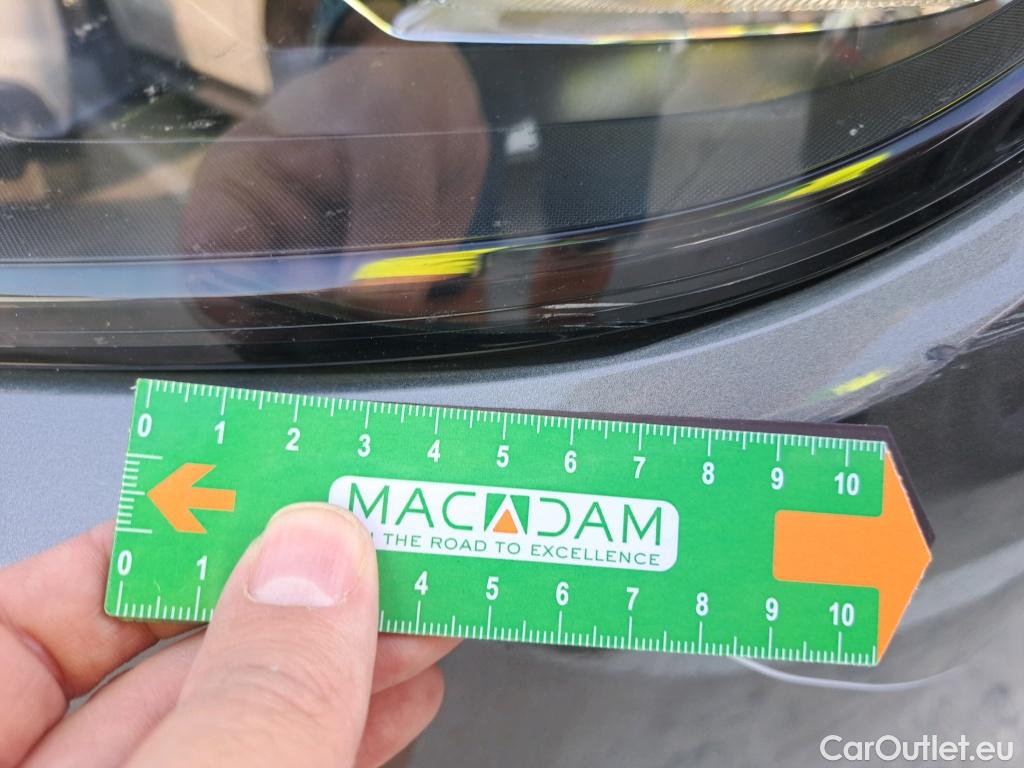 0 1 2 3 4 5 6 7 8 9 10
MACADAM
THE ROAD TO EXCELLENCE
0 1 4 5 6 7 8 9 10
CarOutlet.eu